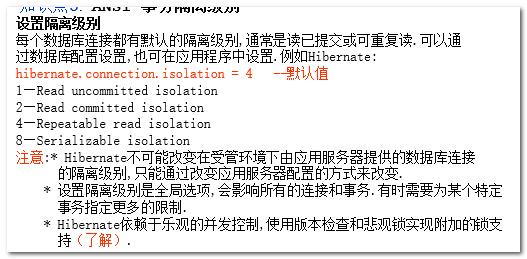 知识点3. ANSI 事务隔离级别
设置隔离级别
每个数据库连接都有默认的隔离级别,通常是读已提交或可重复读.可以通
过数据库配置设置,也可在应用程序中设置.例如Hibernate:
hibernate.connection.isolation = 4 --默认值
1—Read uncommitted isolation
2—Read committed isolation
4—Repeatable read isolation
8—Serializable isolation
注意:* Hibernate不可能改变在受管环境下由应用服务器提供的数据库连接
的隔离级别,只能通过改变应用服务器配置的方式来改变.
* 设置隔离级别是全局选项,会影响所有的连接和事务.有时需要为某个特定
事务指定更多的限制.
* Hibernate依赖于乐观的并发控制,使用版本检查和悲观锁实现附加的锁支
持(了解).